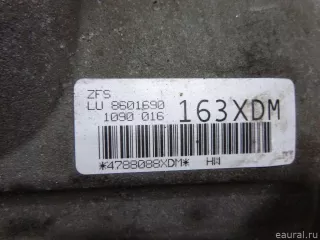 ZFS
LU 8601690
1090 016 163XDM
*4788088XDM* HW
eaural.ru